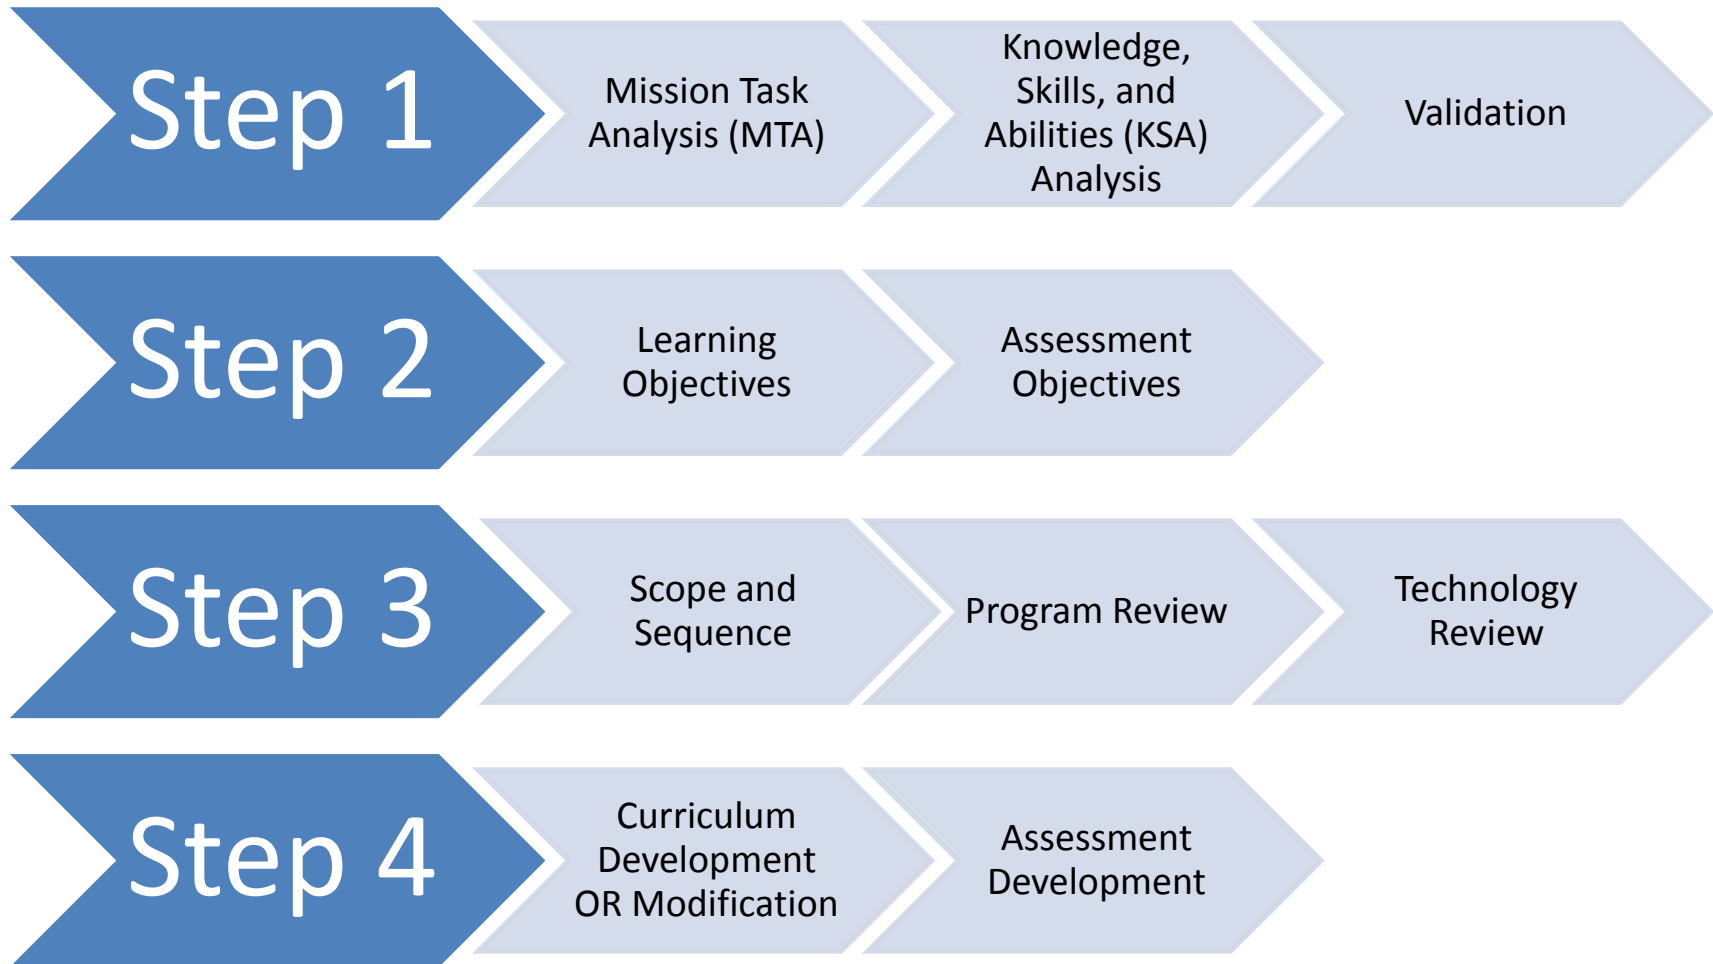 Step 1
Mission Task
Analysis (MTA)
Knowledge,
Skills, and
Abilities (KSA)
Analysis
Validation
Step 2
Learning
Objectives
Assessment
Objectives
Step 3
Scope and
Sequence
Program Review
Technology
Review
Step 4
Curriculum
Development
OR Modification
Assessment
Development